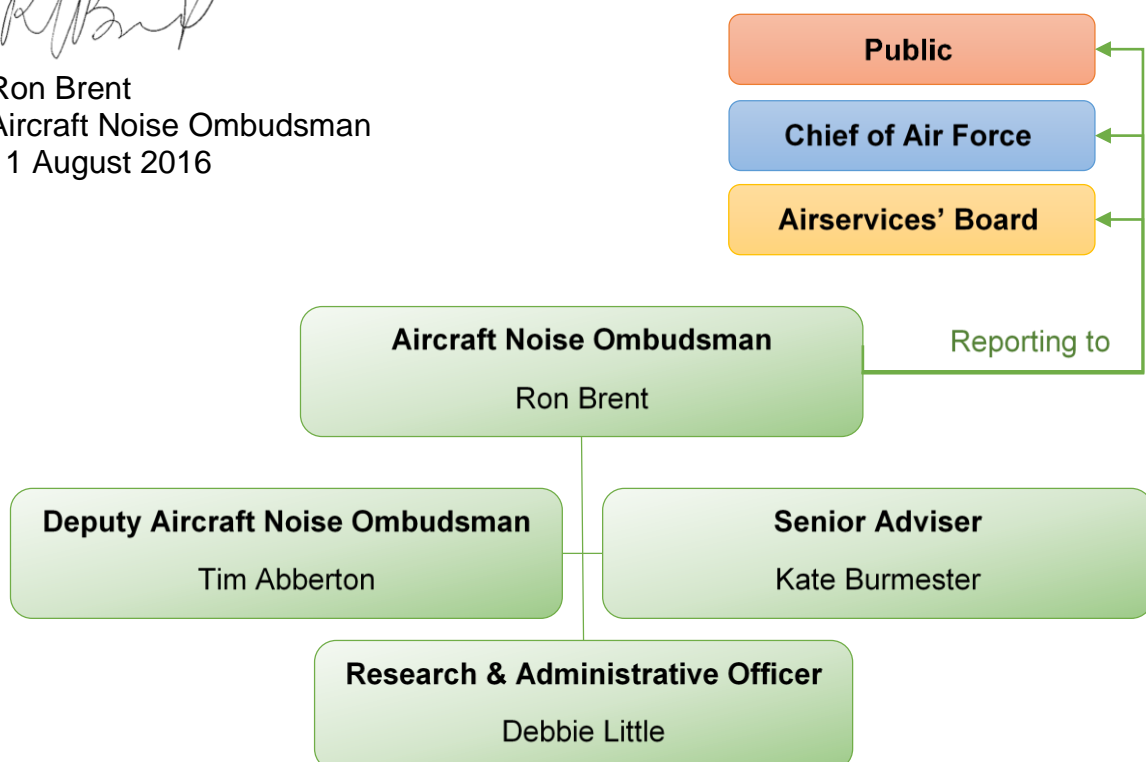 Ron Brent
Aircraft Noise Ombudsman
1 August 2016
Public
Chief of Air Force
Airservices’ Board
Reporting to
Aircraft Noise Ombudsman
Ron Brent
Deputy Aircraft Noise Ombudsman
Tim Abberton
Senior Adviser
Kate Burmester
Research & Administrative Officer
Debbie Little